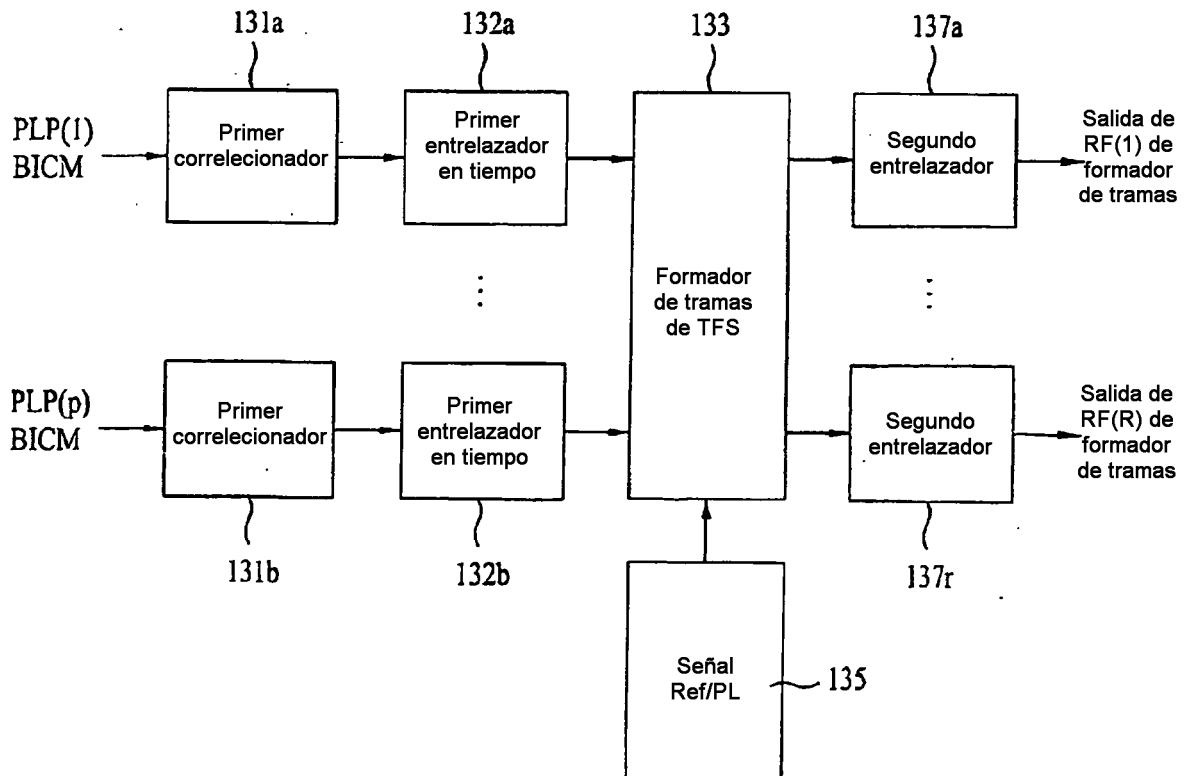 131a
132a
133
137a
PLP(1)
BICM
Primer
correlecionador
Primer
entrelazador
en tiempo
Segundo
entrelazador
Salida de
RF(1) de
formador
de tramas
Formador
de tramas
de TFS
PLP(p)
BICM
Primer
correlecionador
Primer
entrelazador
en tiempo
Segundo
entrelazador
Salida de
RF(R) de
formador
de tramas
131b
132b
137r
Señal
Ref/PL
135